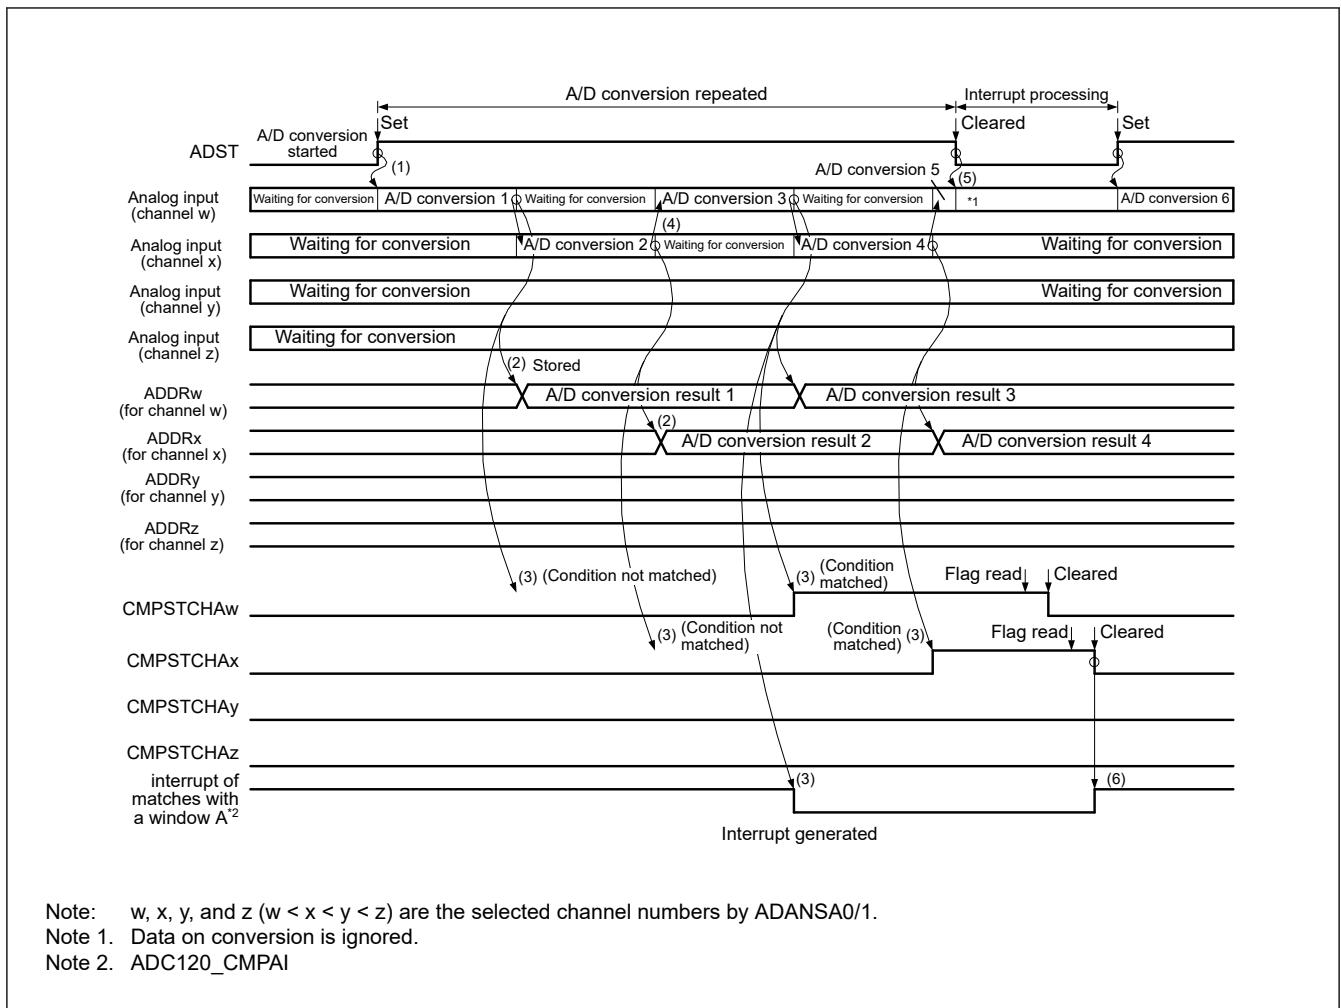 A/D conversion repeated
Interrupt processing
Set
Cleared
Set
A/D conversion
started
ADST
(1)
A/D conversion 5
(5)
Analog input
(channel w)
Waiting for conversion
A/D conversion 1
Waiting for conversion
A/D conversion 3
Waiting for conversion
*1
A/D conversion 6
(4)
Analog input
(channel x)
Waiting for conversion
A/D conversion 2
Waiting for conversion
A/D conversion 4
Waiting for conversion
Analog input
(channel y)
Waiting for conversion
Waiting for conversion
Analog input
(channel z)
Waiting for conversion
(2) Stored
ADDRw
(for channel w)
A/D conversion result 1
A/D conversion result 3
(2)
ADDRx
(for channel x)
A/D conversion result 2
A/D conversion result 4
ADDRy
(for channel y)
ADDRz
(for channel z)
(3) (Condition not matched)
(3) (Condition
matched)
Flag read
Cleared
CMPSTCHAw
(3) (Condition not
matched)
(Condition (3)
matched)
Flag read
Cleared
CMPSTCHAx
CMPSTCHAy
CMPSTCHAz
interrupt of
matches with
a window A*2
(3)
(6)
Interrupt generated
Note: w, x, y, and z (w < x < y < z) are the selected channel numbers by ADANSA0/1.
Note 1. Data on conversion is ignored.
Note 2. ADC120_CMPAI